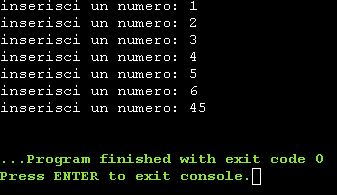 inserisci un numero: 1
inserisci un numero: 2
inserisci un numero: 3
inserisci un numero: 4
inserisci un numero: 5
inserisci un numero: 6
inserisci un numero: 45
...Program finished with exit code 0
Press ENTER to exit console.